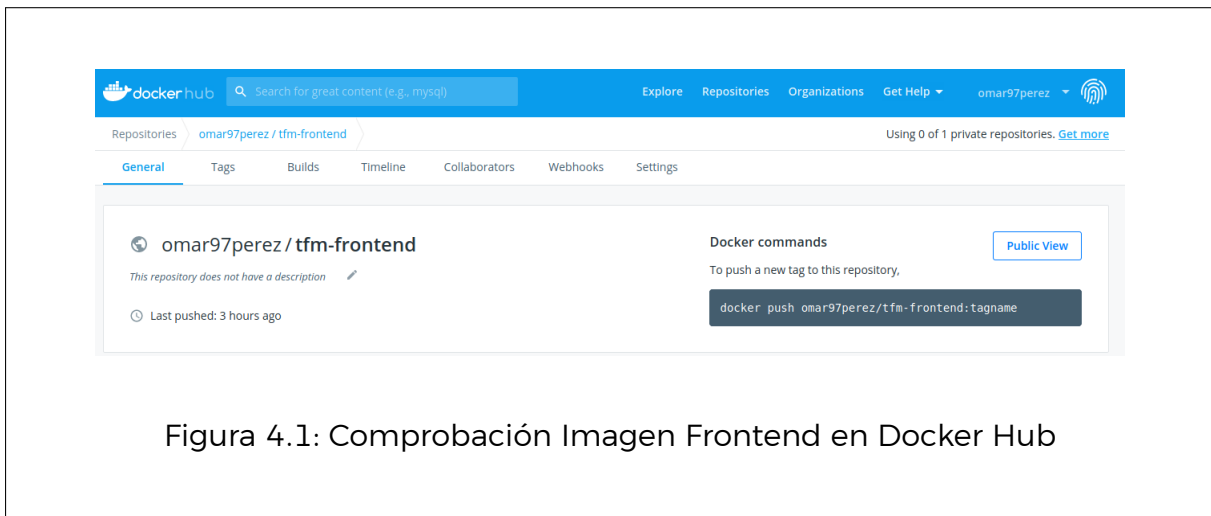 dockerhub Search for great content (e.g., mysql) Explore Repositories Organizations Get Help omar97perez
Repositories omar97perez / tfm-frontend Using 0 of 1 private repositories. Get more
General Tags Builds Timeline Collaborators Webhooks Settings
omar97perez / tfm-frontend
This repository does not have a description
Last pushed: 3 hours ago
Docker commands
Public View
To push a new tag to this repository,
docker push omar97perez/tfm-frontend:tagname
Figura 4.1: Comprobación Imagen Frontend en Docker Hub